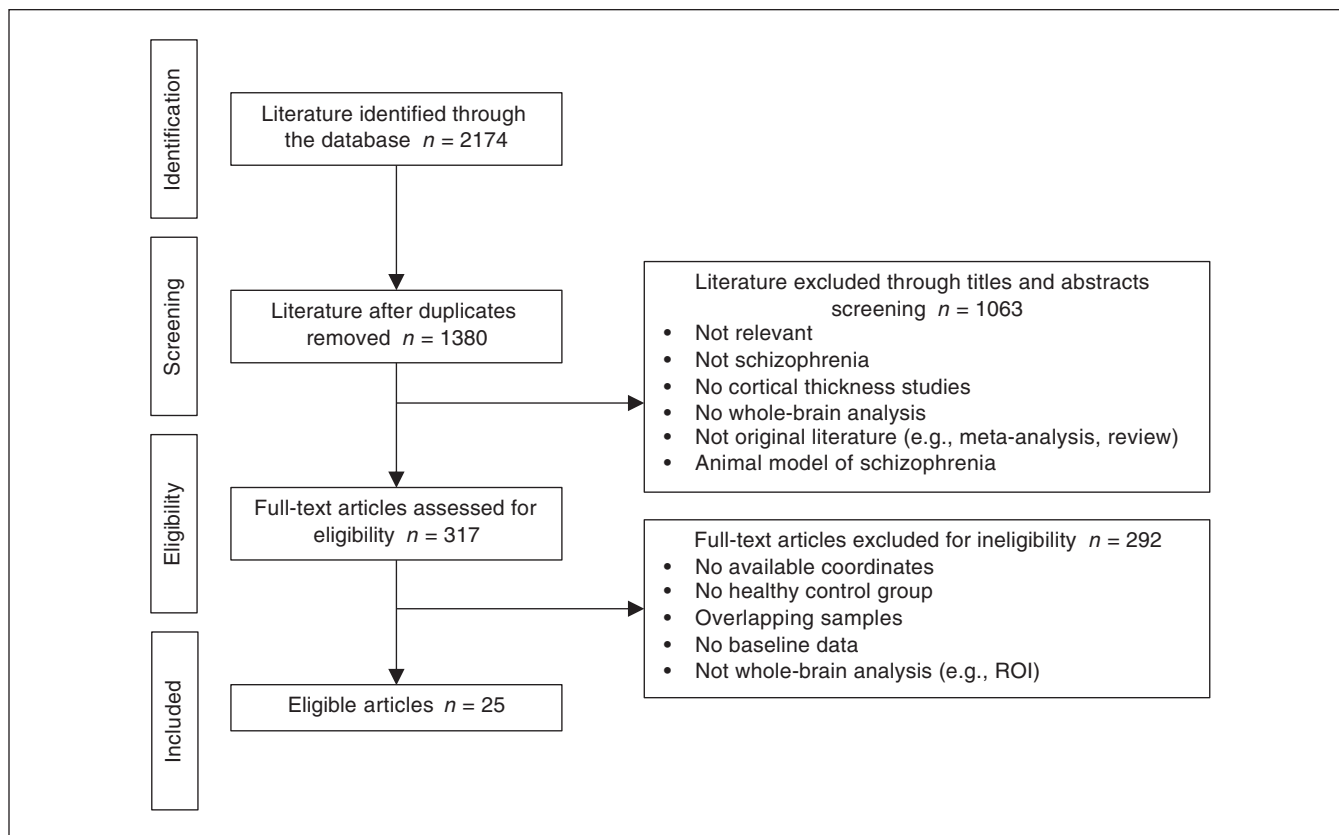 Identification
Literature identified through
the database n = 2174
Screening
Literature after duplicates
removed n = 1380
Literature excluded through titles and abstracts
screening n = 1063
• Not relevant
• Not schizophrenia
• No cortical thickness studies
• No whole-brain analysis
• Not original literature (e.g., meta-analysis, review)
• Animal model of schizophrenia
Eligibility
Full-text articles assessed for
eligibility n = 317
Full-text articles excluded for ineligibility n = 292
• No available coordinates
• No healthy control group
• Overlapping samples
• No baseline data
• Not whole-brain analysis (e.g., ROI)
Included
Eligible articles n = 25